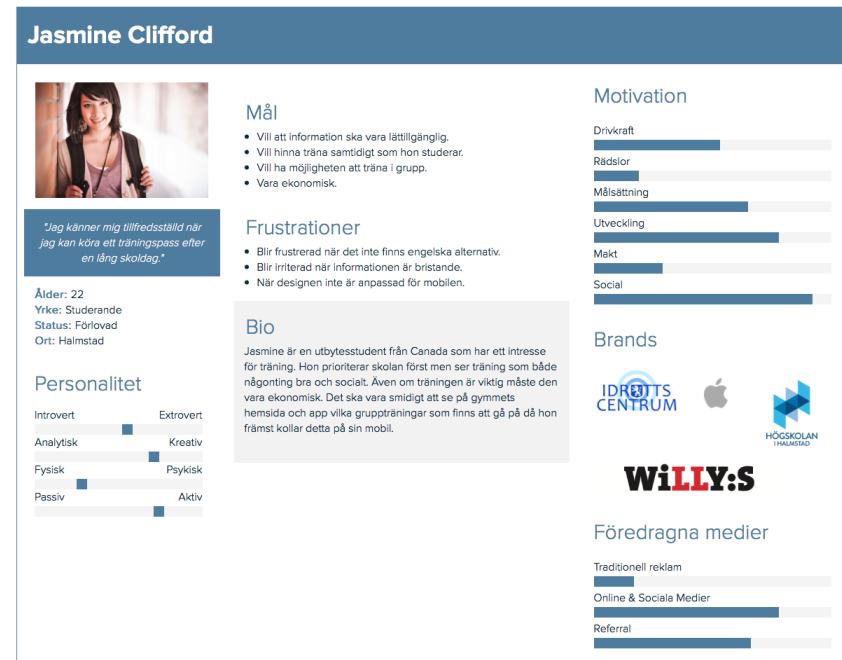 Jasmine Clifford
"Jag känner mig tillfredsställd när
jag kan köra ett träningspass efter
en lång skoldag."
Ålder: 22
Yrke: Studerande
Status: Förlovad
Ort: Halmstad
Personalitet
Introvert Extrovert
Analytisk Kreativ
Fysisk Psykisk
Passiv Aktiv
Mål
• Vill att information ska vara lättillgänglig.
• Vill hinna träna samtidigt som hon studerar.
• Vill ha möjligheten att träna i grupp.
• Vara ekonomisk.
Frustrationer
• Blir frustrerad när det inte finns engelska alternativ.
• Blir irriterad när informationen är bristande.
• När designen inte är anpassad för mobilen.
Bio
Jasmine är en utbytesstudent från Canada som har ett intresse
för träning. Hon prioriterar skolan först men ser träning som både
någonting bra och socialt. Även om träningen är viktig måste den
vara ekonomisk. Det ska vara smidigt att se på gymmets
hemsida och app vilka gruppträningar som finns att gå på då hon
främst kollar detta på sin mobil.
Motivation
Drivkraft
Rädslor
Målsättning
Utveckling
Makt
Social
Brands
IDROTTS
CENTRUM
HÖGSKOLAN
I HALMSTAD
WiLLY:S
Föredragna medier
Traditionell reklam
Online & Sociala Medier
Referral